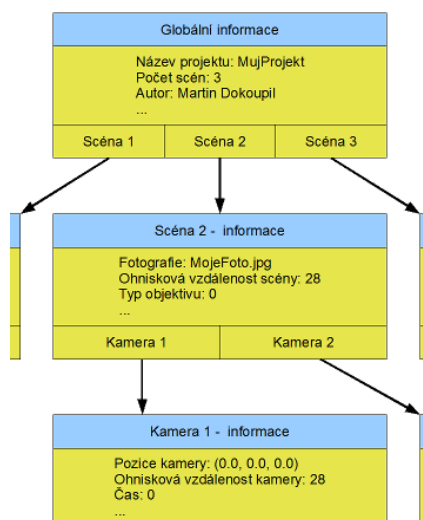 Globální informace
Název projektu: MujProjekt
Počet scén: 3
Autor: Martin Dokoupil
...
Scéna 1 Scéna 2 Scéna 3
Scéna 2 - informace
Fotografie: MojeFoto.jpg
Ohnisková vzdálenost scény: 28
Typ objektivu: 0
...
Kamera 1 Kamera 2
Kamera 1 - informace
Pozice kamery: (0.0, 0.0, 0.0)
Ohnisková vzdálenost kamery: 28
Čas: 0
...